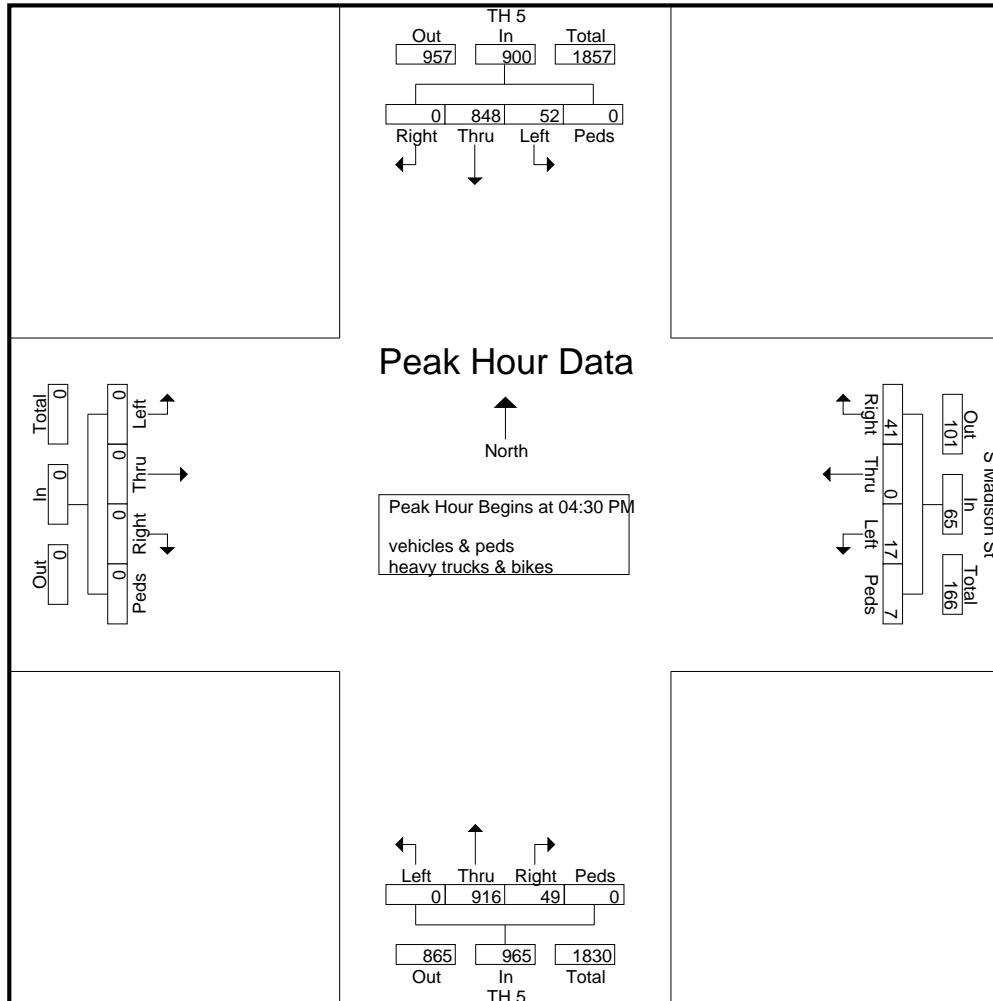 TH 5
Out In Total
957 900 1857
0 848 52 0
Right Thru Left Peds
Peak Hour Data
North
Peak Hour Begins at 04:30 PM
vehicles & peds
heavy trucks & bikes
Total In Out
0 0 0
0 0 0 0
Left Thru Right Peds
Right Thru Left Peds
41 0 17 7
101 65 166
Out In Total
S Madison St
Left Thru Right Peds
0 916 49 0
865 965 1830
Out In Total
TH 5